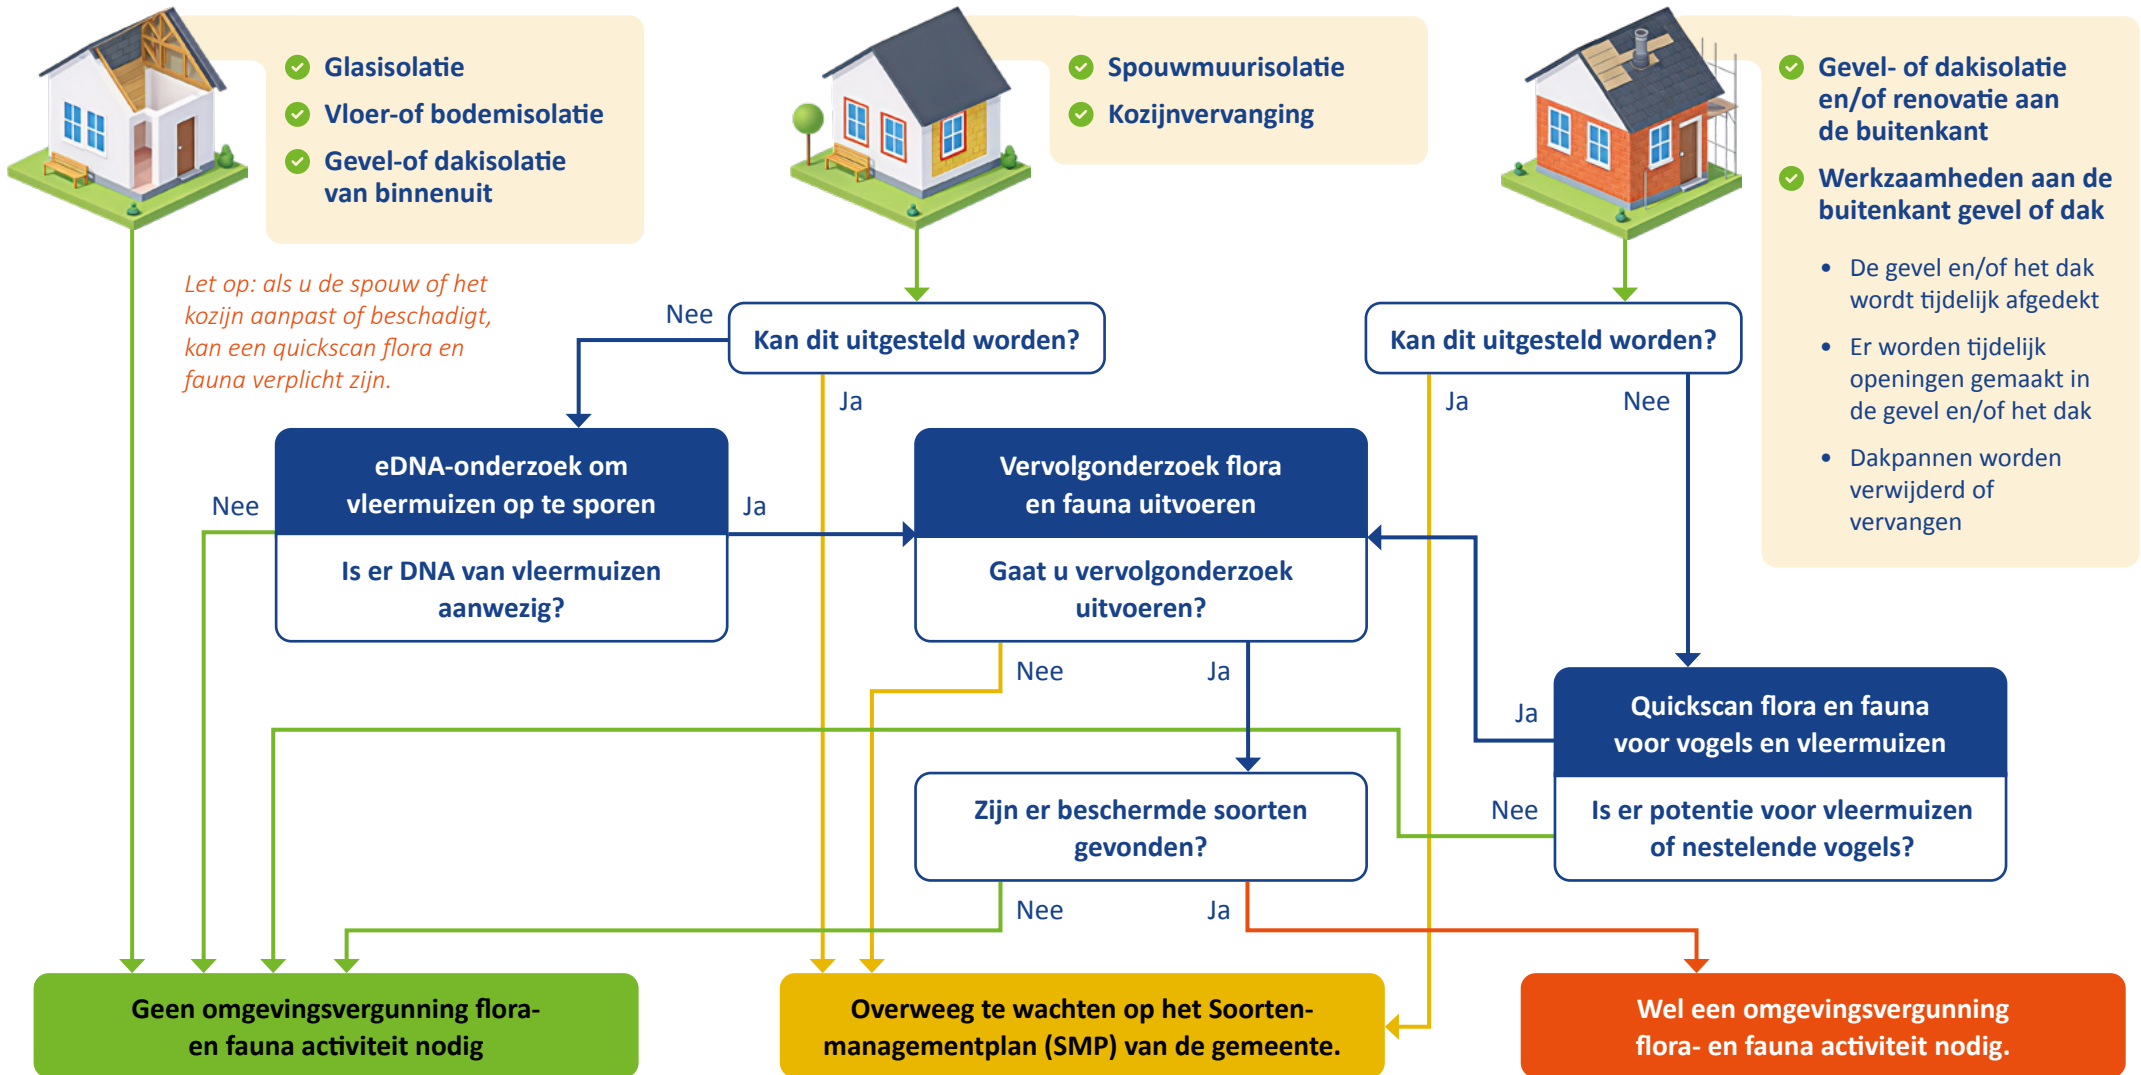 Glasisolatie
Vloer-of bodemisolatie
Gevel-of dakisolatie
van binnenuit
Spouwmuurisolatie
Kozijnvervanging
Gevel- of dakisolatie
en/of renovatie aan
de buitenkant
Werkzaamheden aan de
buitenkant gevel of dak
• De gevel en/of het dak
wordt tijdelijk afgedekt
• Er worden tijdelijk
openingen gemaakt in
de gevel en/of het dak
• Dakpannen worden
verwijderd of
vervangen
Let op: als u de spouw of het
kozijn aanpast of beschadigt,
kan een quickscan flora en
fauna verplicht zijn.
Nee
Kan dit uitgesteld worden?
Ja
Kan dit uitgesteld worden?
Ja
Nee
eDNA-onderzoek om
vleermuizen op te sporen
Nee
Ja
Is er DNA van vleermuizen
aanwezig?
Vervolgonderzoek flora
en fauna uitvoeren
Gaat u vervolgonderzoek
uitvoeren?
Nee
Ja
Quickscan flora en fauna
voor vogels en vleermuizen
Ja
Nee
Is er potentie voor vleermuizen
of nestelende vogels?
Zijn er beschermde soorten
gevonden?
Nee
Ja
Geen omgevingsvergunning flora-
en fauna activiteit nodig
Overweeg te wachten op het Soorten-
managementplan (SMP) van de gemeente.
Wel een omgevingsvergunning
flora- en fauna activiteit nodig.